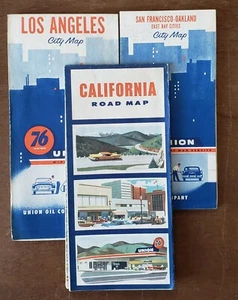 LOS ANGELES
City Map
76
UNION OIL CO
SAN FRANCISCO-OAKLAND
EAST BAY CITIES
City Map
UNION
COMPANY
CALIFORNIA
ROAD MAP
UNION